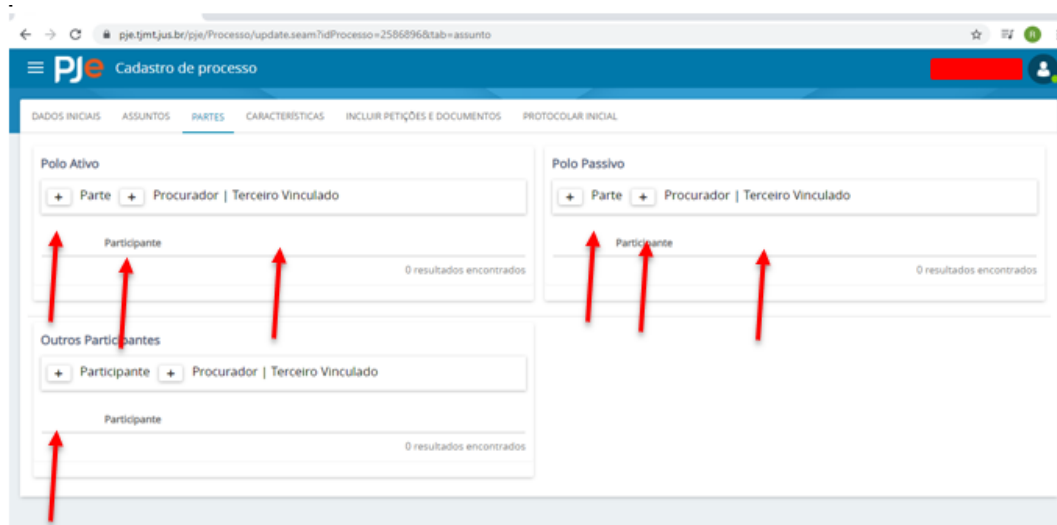 pje.tjmt.jus.br/pje/Processo/update.seam?idProcesso=2586896&tab=assunto
R
PJe Cadastro de processo
DADOS INICIAIS ASSUNTOS PARTES CARACTERÍSTICAS INCLUIR PETIÇÕES E DOCUMENTOS PROTOCOLAR INICIAL
Polo Ativo
+ Parte + Procurador | Terceiro Vinculado
Participante
0 resultados encontrados
Polo Passivo
+ Parte + Procurador | Terceiro Vinculado
Participante
0 resultados encontrados
Outros Participantes
+ Participante + Procurador | Terceiro Vinculado
Participante
0 resultados encontrados